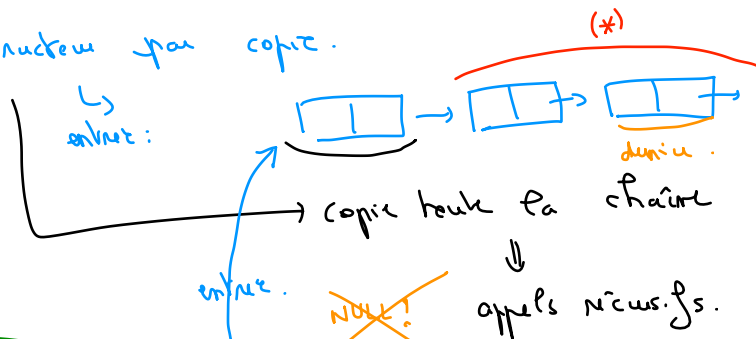 (*)
ructeur par copie.
entrée :
dernier.
copie toute la chaîne
⇓
entrée.
NULL ?
appels récursifs.